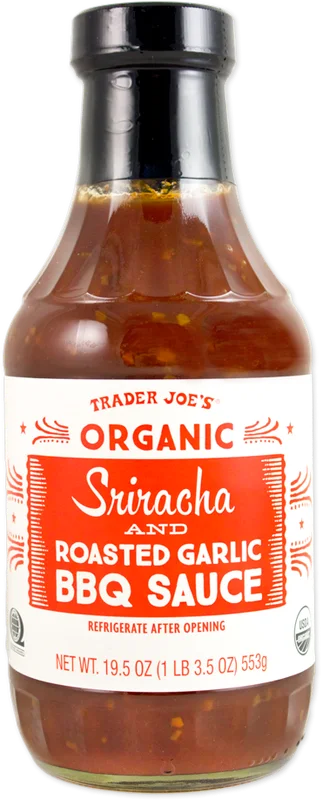 TRADER JOE'S®
ORGANIC
Sriracha
AND
ROASTED GARLIC
BBQ SAUCE
REFRIGERATE AFTER OPENING
USDA
NET WT. 19.5 OZ (1 LB 3.5 OZ) 553g